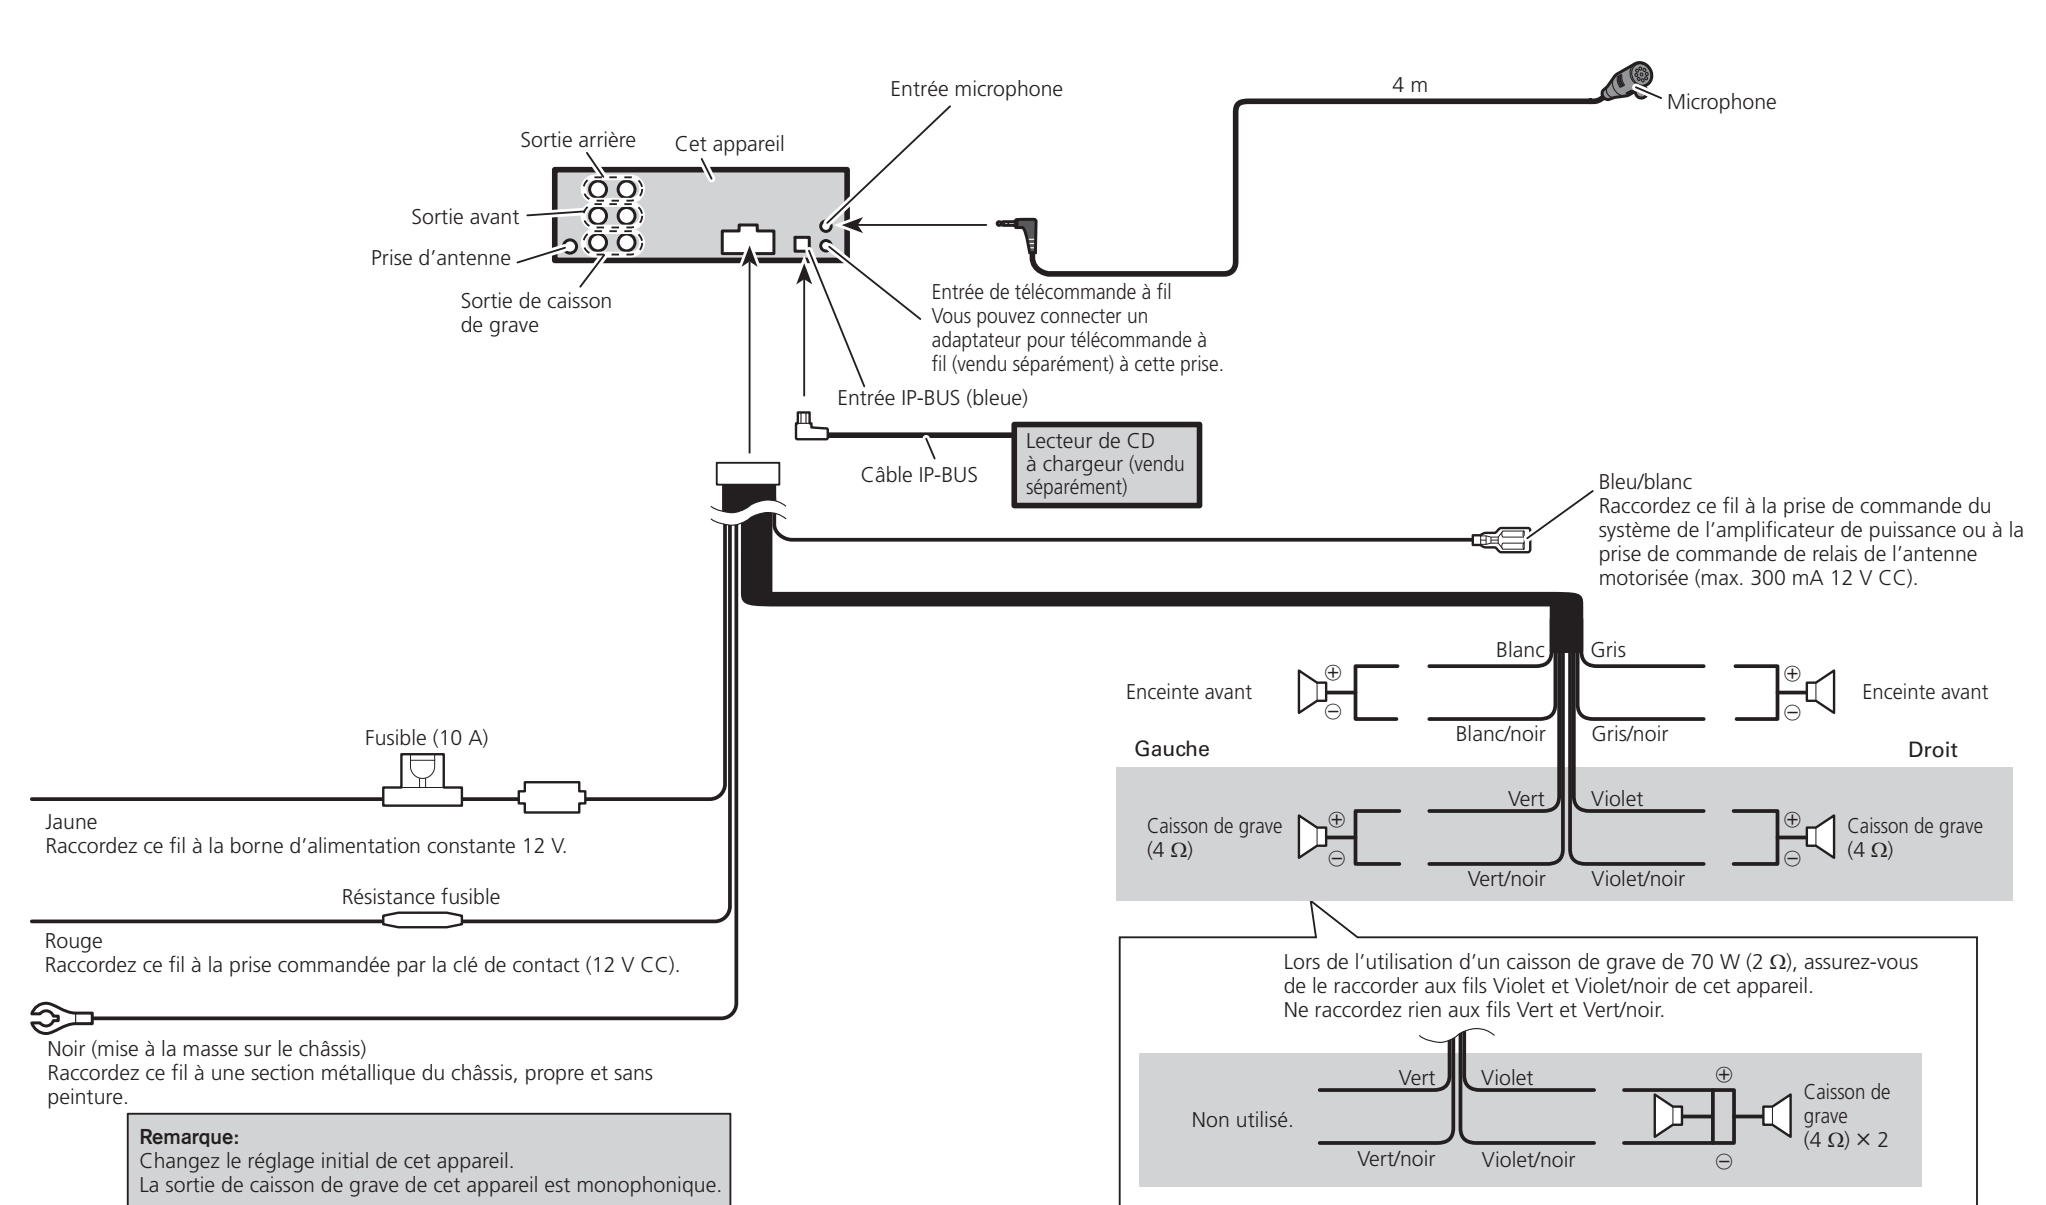 Entrée microphone
4 m
Microphone
Sortie arrière
Cet appareil
Sortie avant
Prise d’antenne
Sortie de caisson
de grave
Entrée de télécommande à fil
Vous pouvez connecter un
adaptateur pour télécommande à
fil (vendu séparément) à cette prise.
Entrée IP-BUS (bleue)
Lecteur de CD
à chargeur (vendu
séparément)
Câble IP-BUS
Bleu/blanc
Raccordez ce fil à la prise de commande du
système de l’amplificateur de puissance ou à la
prise de commande de relais de l’antenne
motorisée (max. 300 mA 12 V CC).
Blanc
Gris
Enceinte avant
⊕
⊖
⊕
⊖
Enceinte avant
Blanc/noir
Gris/noir
Gauche
Droit
Vert
Violet
Caisson de grave
(4 Ω)
⊕
⊖
⊕
⊖
Caisson de grave
(4 Ω)
Vert/noir
Violet/noir
Fusible (10 A)
Jaune
Raccordez ce fil à la borne d’alimentation constante 12 V.
Résistance fusible
Rouge
Raccordez ce fil à la prise commandée par la clé de contact (12 V CC).
Noir (mise à la masse sur le châssis)
Raccordez ce fil à une section métallique du châssis, propre et sans
peinture.
Remarque:
Changez le réglage initial de cet appareil.
La sortie de caisson de grave de cet appareil est monophonique.
Lors de l’utilisation d’un caisson de grave de 70 W (2 Ω), assurez-vous
de le raccorder aux fils Violet et Violet/noir de cet appareil.
Ne raccordez rien aux fils Vert et Vert/noir.
Vert
Violet
⊕
Non utilisé.
Caisson de
grave
(4 Ω) × 2
Vert/noir
Violet/noir
⊖